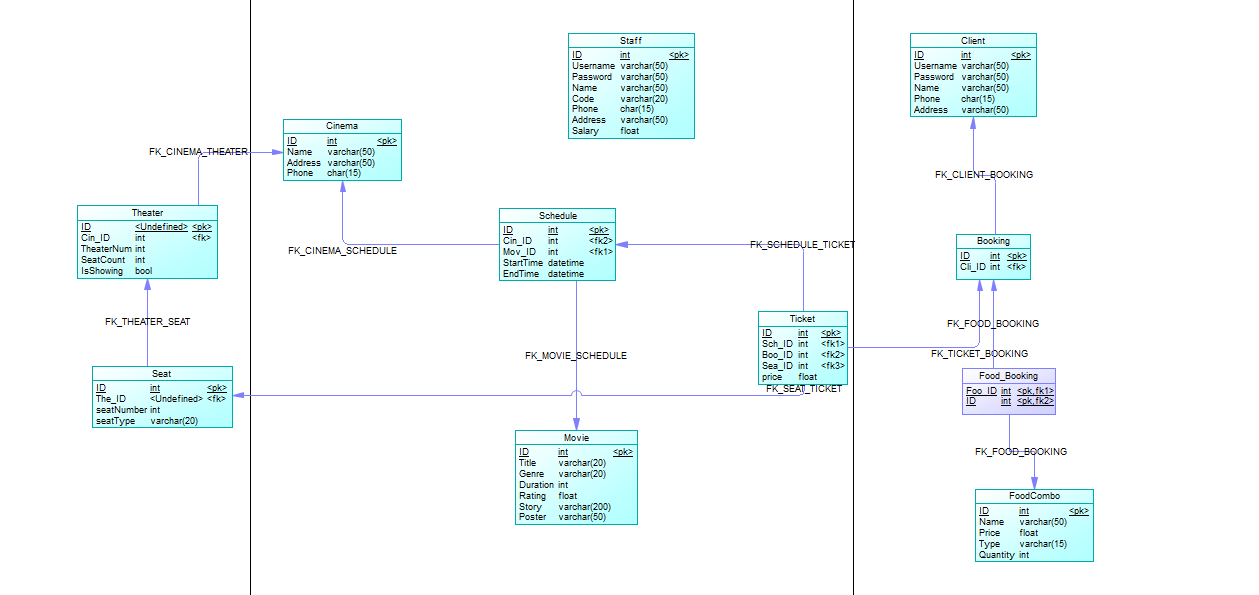 Staff
ID int <pk>
Username varchar(50)
Password varchar(50)
Name varchar(50)
Code varchar(20)
Phone char(15)
Address varchar(50)
Salary float
Client
ID int <pk>
Username varchar(50)
Password varchar(50)
Name varchar(50)
Phone char(15)
Address varchar(50)
Cinema
ID int <pk>
Name varchar(50)
Address varchar(50)
Phone char(15)
FK_CINEMA_THEATER
FK_CLIENT_BOOKING
Theater
ID <Undefined> <pk>
Cin_ID int <fk>
TheaterNum int
SeatCount int
IsShowing bool
Schedule
ID int <pk>
Cin_ID int <fk2>
Mov_ID int <fk1>
StartTime datetime
EndTime datetime
FK_CINEMA_SCHEDULE
FK_SCHEDULE_TICKET
Booking
ID int <pk>
Cli_ID int <fk>
FK_THEATER_SEAT
FK_MOVIE_SCHEDULE
Ticket
ID int <pk>
Sch_ID int <fk1>
Boo_ID int <fk2>
Sea_ID int <fk3>
price float
FK_SEAT_TICKET
FK_FOOD_BOOKING
FK_TICKET_BOOKING
Seat
ID int <pk>
The_ID <Undefined> <fk>
seatNumber int
seatType varchar(20)
Food_Booking
Foo_ID int <pk,fk1>
ID int <pk,fk2>
FK_FOOD_BOOKING
Movie
ID int <pk>
Title varchar(20)
Genre varchar(20)
Duration int
Rating float
Story varchar(200)
Poster varchar(50)
FoodCombo
ID int <pk>
Name varchar(50)
Price float
Type varchar(15)
Quantity int